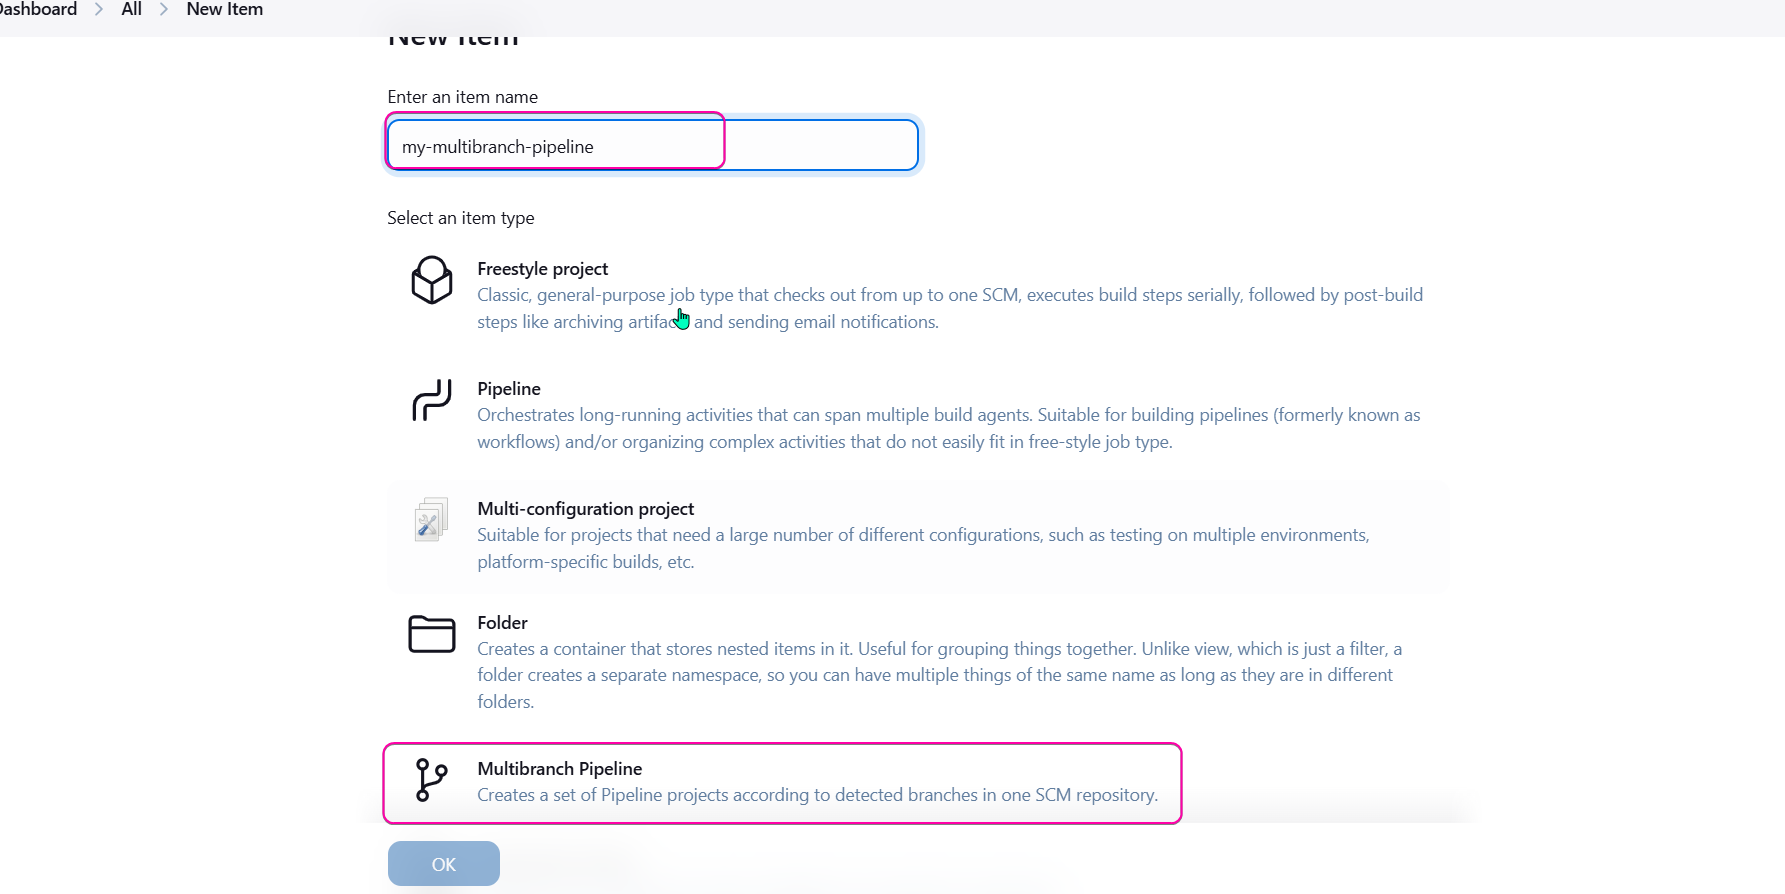 Dashboard > All > New Item
New Item
Enter an item name
my-multibranch-pipeline
Select an item type
Freestyle project
Classic, general-purpose job type that checks out from up to one SCM, executes build steps serially, followed by post-build
steps like archiving artifacts and sending email notifications.
Pipeline
Orchestrates long-running activities that can span multiple build agents. Suitable for building pipelines (formerly known as
workflows) and/or organizing complex activities that do not easily fit in free-style job type.
Multi-configuration project
Suitable for projects that need a large number of different configurations, such as testing on multiple environments,
platform-specific builds, etc.
Folder
Creates a container that stores nested items in it. Useful for grouping things together. Unlike view, which is just a filter, a
folder creates a separate namespace, so you can have multiple things of the same name as long as they are in different
folders.
Multibranch Pipeline
Creates a set of Pipeline projects according to detected branches in one SCM repository.
OK